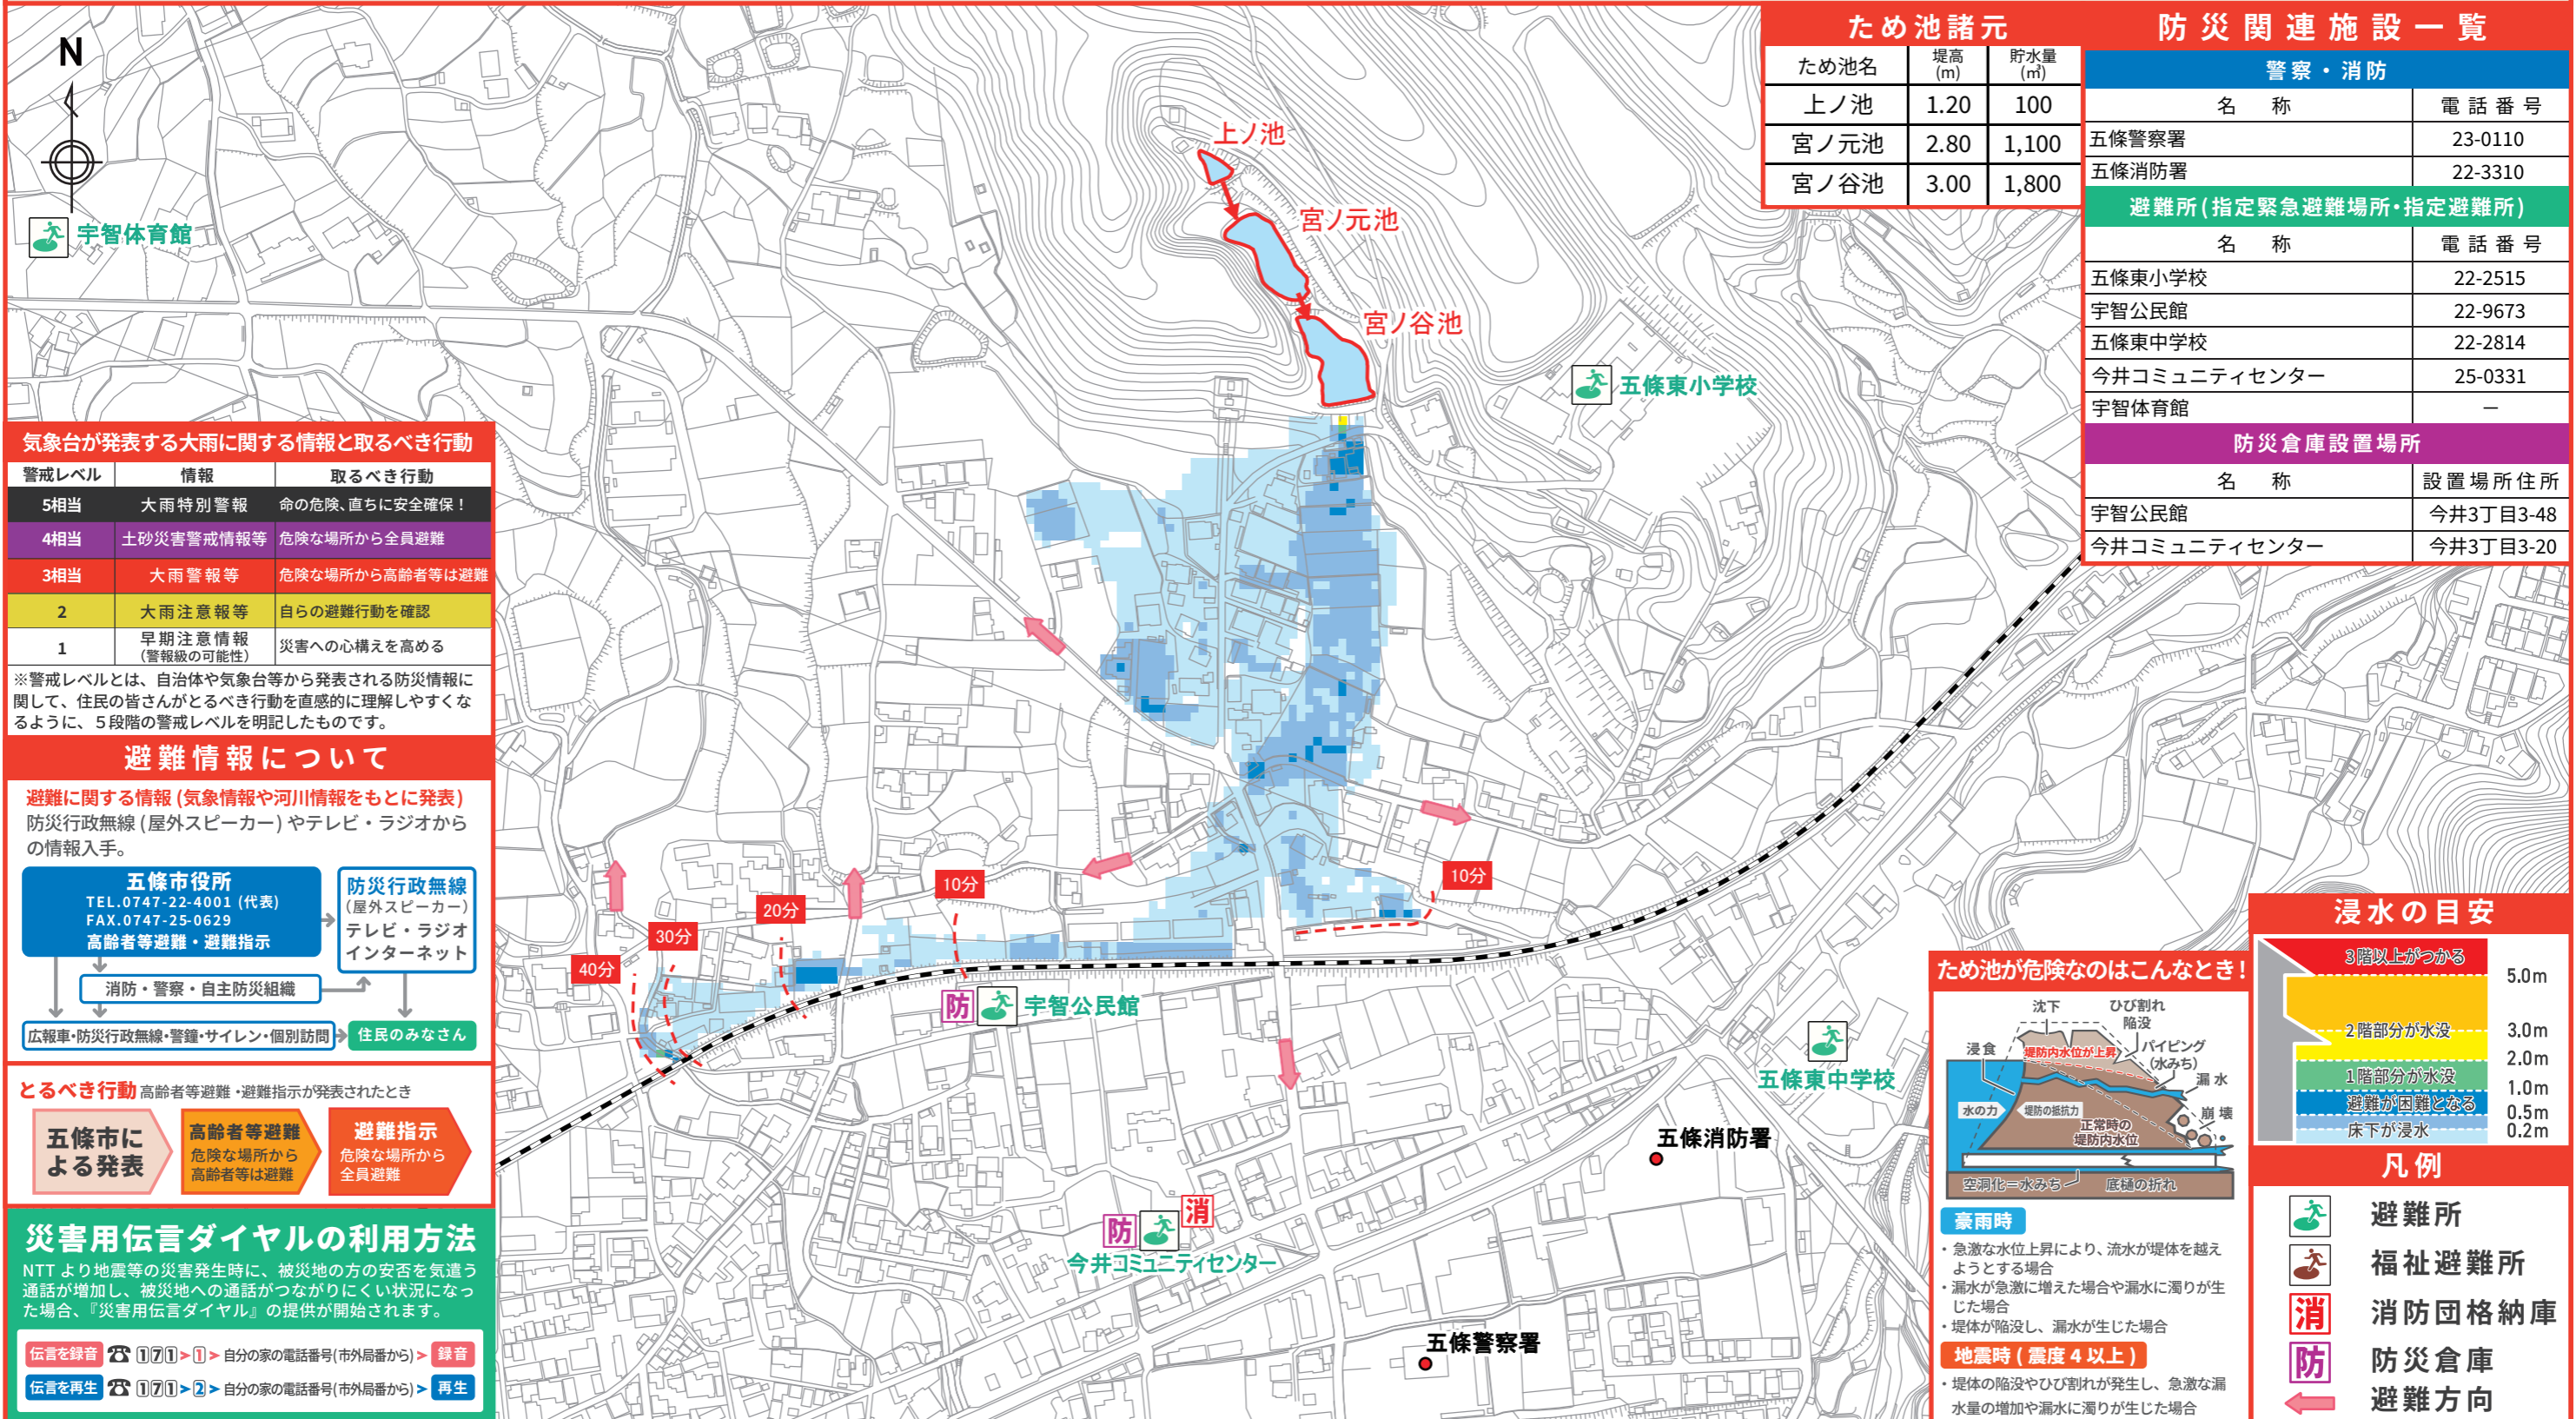 N
宇智体育館
上ノ池
宮ノ元池
宮ノ谷池
五條東小学校
10分
10分
20分
30分
40分
防 宇智公民館
五條東中学校
五條消防署
防 消
今井コミュニティセンター
五條警察署
ため池諸元
ため池名 堤高(m) 貯水量(㎥)
上ノ池 1.20 100
宮ノ元池 2.80 1,100
宮ノ谷池 3.00 1,800
防災関連施設一覧
警察・消防
名 称 電話番号
五條警察署 23-0110
五條消防署 22-3310
避難所(指定緊急避難場所・指定避難所)
名 称 電話番号
五條東小学校 22-2515
宇智公民館 22-9673
五條東中学校 22-2814
今井コミュニティセンター 25-0331
宇智体育館 －
防災倉庫設置場所
名 称 設置場所住所
宇智公民館 今井3丁目3-48
今井コミュニティセンター 今井3丁目3-20
気象台が発表する大雨に関する情報と取るべき行動
警戒レベル 情報 取るべき行動
5相当 大雨特別警報 命の危険、直ちに安全確保！
4相当 土砂災害警戒情報等 危険な場所から全員避難
3相当 大雨警報等 危険な場所から高齢者等は避難
2 大雨注意報等 自らの避難行動を確認
1 早期注意情報 災害への心構えを高める
(警報級の可能性)
※警戒レベルとは、自治体や気象台等から発表される防災情報に
関して、住民の皆さんがとるべき行動を直感的に理解しやすくな
るように、５段階の警戒レベルを明記したものです。
避難情報について
避難に関する情報(気象情報や河川情報をもとに発表)
防災行政無線(屋外スピーカー)やテレビ・ラジオから
の情報入手。
五條市役所
TEL.0747-22-4001(代表)
FAX.0747-25-0629
高齢者等避難・避難指示
防災行政無線
(屋外スピーカー)
テレビ・ラジオ
インターネット
消防・警察・自主防災組織
広報車・防災行政無線・警鐘・サイレン・個別訪問
住民のみなさん
とるべき行動 高齢者等避難・避難指示が発表されたとき
五條市に
よる発表
高齢者等避難
危険な場所から
高齢者等は避難
避難指示
危険な場所から
全員避難
災害用伝言ダイヤルの利用方法
NTTより地震等の災害発生時に、被災地の方の安否を気遣う
通話が増加し、被災地への通話がつながりにくい状況になっ
た場合、『災害用伝言ダイヤル』の提供が開始されます。
伝言を録音 ☎ 171 > 1 > 自分の家の電話番号(市外局番から) > 録音
伝言を再生 ☎ 171 > 2 > 自分の家の電話番号(市外局番から) > 再生
ため池が危険なのはこんなとき！
沈下
ひび割れ
陥没
浸食
堤防内水位が上昇
パイピング
(水みち)
漏水
水の力
堤防の抵抗力
崩壊
正常時の
堤防内水位
空洞化＝水みち
底樋の折れ
豪雨時
・急激な水位上昇により、流水が堤体を越え
ようとする場合
・漏水が急激に増えた場合や漏水に濁りが生
じた場合
・堤体が陥没し、漏水が生じた場合
地震時(震度４以上)
・堤体の陥没やひび割れが発生し、急激な漏
水量の増加や漏水に濁りが生じた場合
浸水の目安
3階以上がつかる
5.0m
2階部分が水没
3.0m
2.0m
1階部分が水没
1.0m
避難が困難となる
0.5m
床下が浸水
0.2m
凡例
避難所
福祉避難所
消 消防団格納庫
防 防災倉庫
避難方向